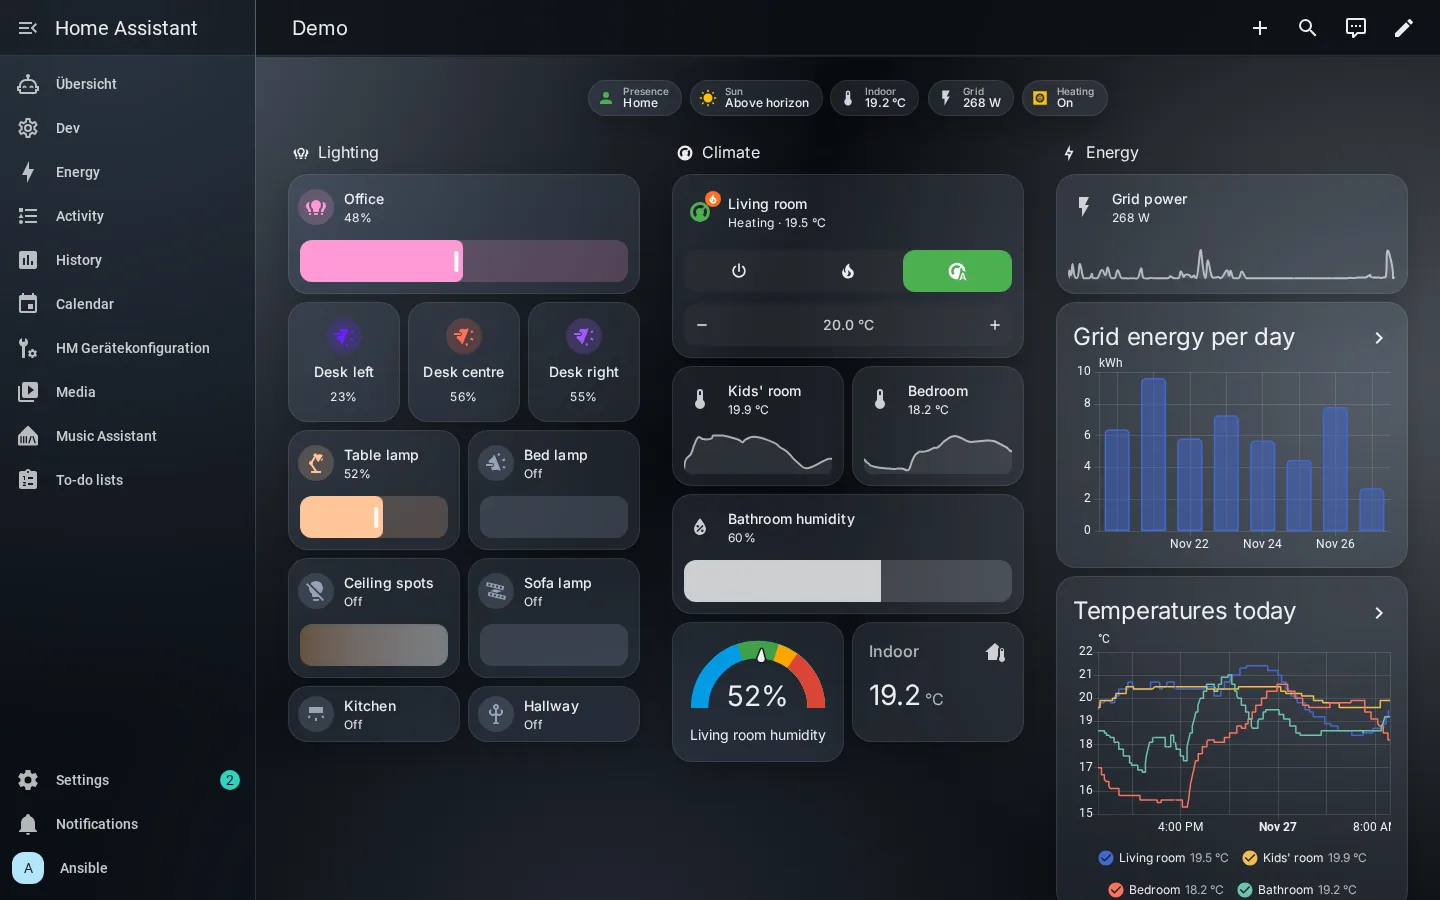 Home Assistant
Demo
Übersicht
Dev
Energy
Activity
History
Calendar
HM Gerätekonfiguration
Media
Music Assistant
To-do lists
Settings
2
Notifications
A
Ansible
Presence
Home
Sun
Above horizon
Indoor
19.2 °C
Grid
268 W
Heating
On
Lighting
Office
48%
Desk left
23%
Desk centre
56%
Desk right
55%
Table lamp
52%
Bed lamp
Off
Ceiling spots
Off
Sofa lamp
Off
Kitchen
Off
Hallway
Off
Climate
Living room
Heating · 19.5 °C
A
− 20.0 °C +
Kids' room
19.9 °C
Bedroom
18.2 °C
Bathroom humidity
60%
52%
Living room humidity
Indoor
19.2 °C
Energy
Grid power
268 W
Grid energy per day
kWh
10
8
6
4
2
0
Nov 22 Nov 24 Nov 26
Temperatures today
°C
22
21
20
19
18
17
16
15
4:00 PM Nov 27 8:00 AM
Living room 19.5 °C Kids' room 19.9 °C
Bedroom 18.2 °C Bathroom 19.2 °C